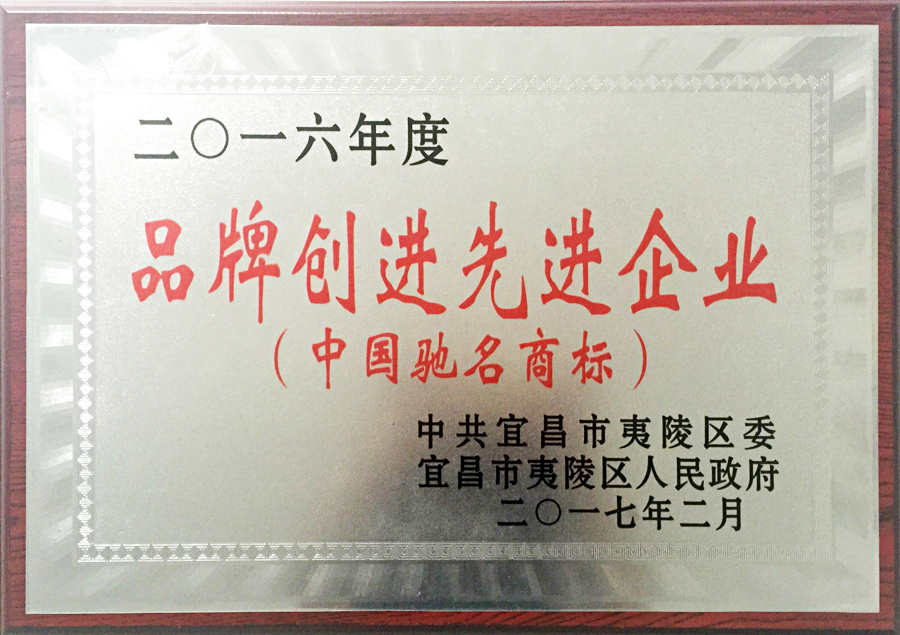 二〇一六年度
品牌创进先进企业
（中国驰名商标）
中共宜昌市夷陵区委
宜昌市夷陵区人民政府
二〇一七年二月